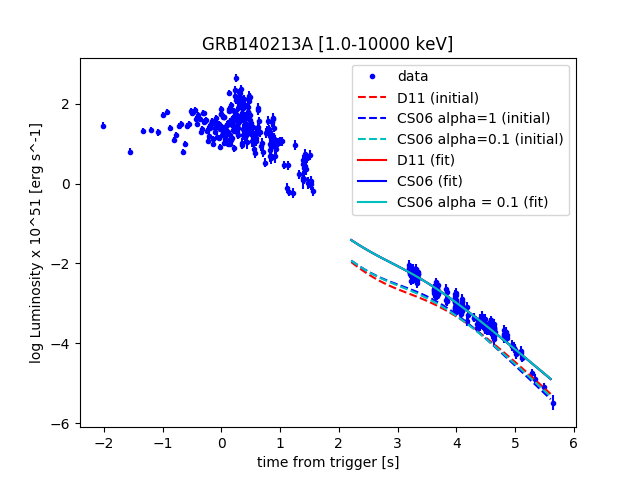 GRB140213A [1.0-10000 keV]
data
D11 (initial)
CS06 alpha=1 (initial)
CS06 alpha=0.1 (initial)
D11 (fit)
CS06 (fit)
CS06 alpha = 0.1 (fit)
log Luminosity x 10^51 [erg s^-1]
2
0
−2
−4
−6
−2 −1 0 1 2 3 4 5 6
time from trigger [s]